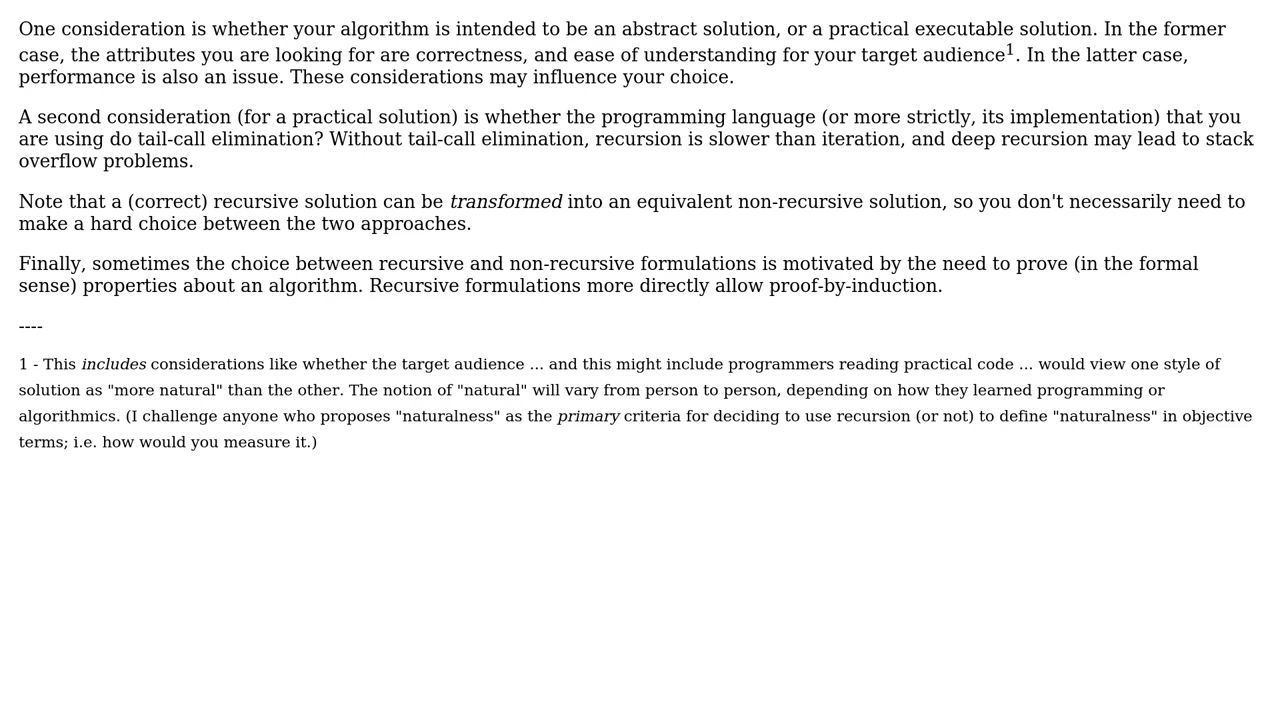 One consideration is whether your algorithm is intended to be an abstract solution, or a practical executable solution. In the former
case, the attributes you are looking for are correctness, and ease of understanding for your target audience1. In the latter case,
performance is also an issue. These considerations may influence your choice.
A second consideration (for a practical solution) is whether the programming language (or more strictly, its implementation) that you
are using do tail-call elimination? Without tail-call elimination, recursion is slower than iteration, and deep recursion may lead to stack
overflow problems.
Note that a (correct) recursive solution can be transformed into an equivalent non-recursive solution, so you don't necessarily need to
make a hard choice between the two approaches.
Finally, sometimes the choice between recursive and non-recursive formulations is motivated by the need to prove (in the formal
sense) properties about an algorithm. Recursive formulations more directly allow proof-by-induction.
----
1 - This includes considerations like whether the target audience ... and this might include programmers reading practical code ... would view one style of
solution as "more natural" than the other. The notion of "natural" will vary from person to person, depending on how they learned programming or
algorithmics. (I challenge anyone who proposes "naturalness" as the primary criteria for deciding to use recursion (or not) to define "naturalness" in objective
terms; i.e. how would you measure it.)